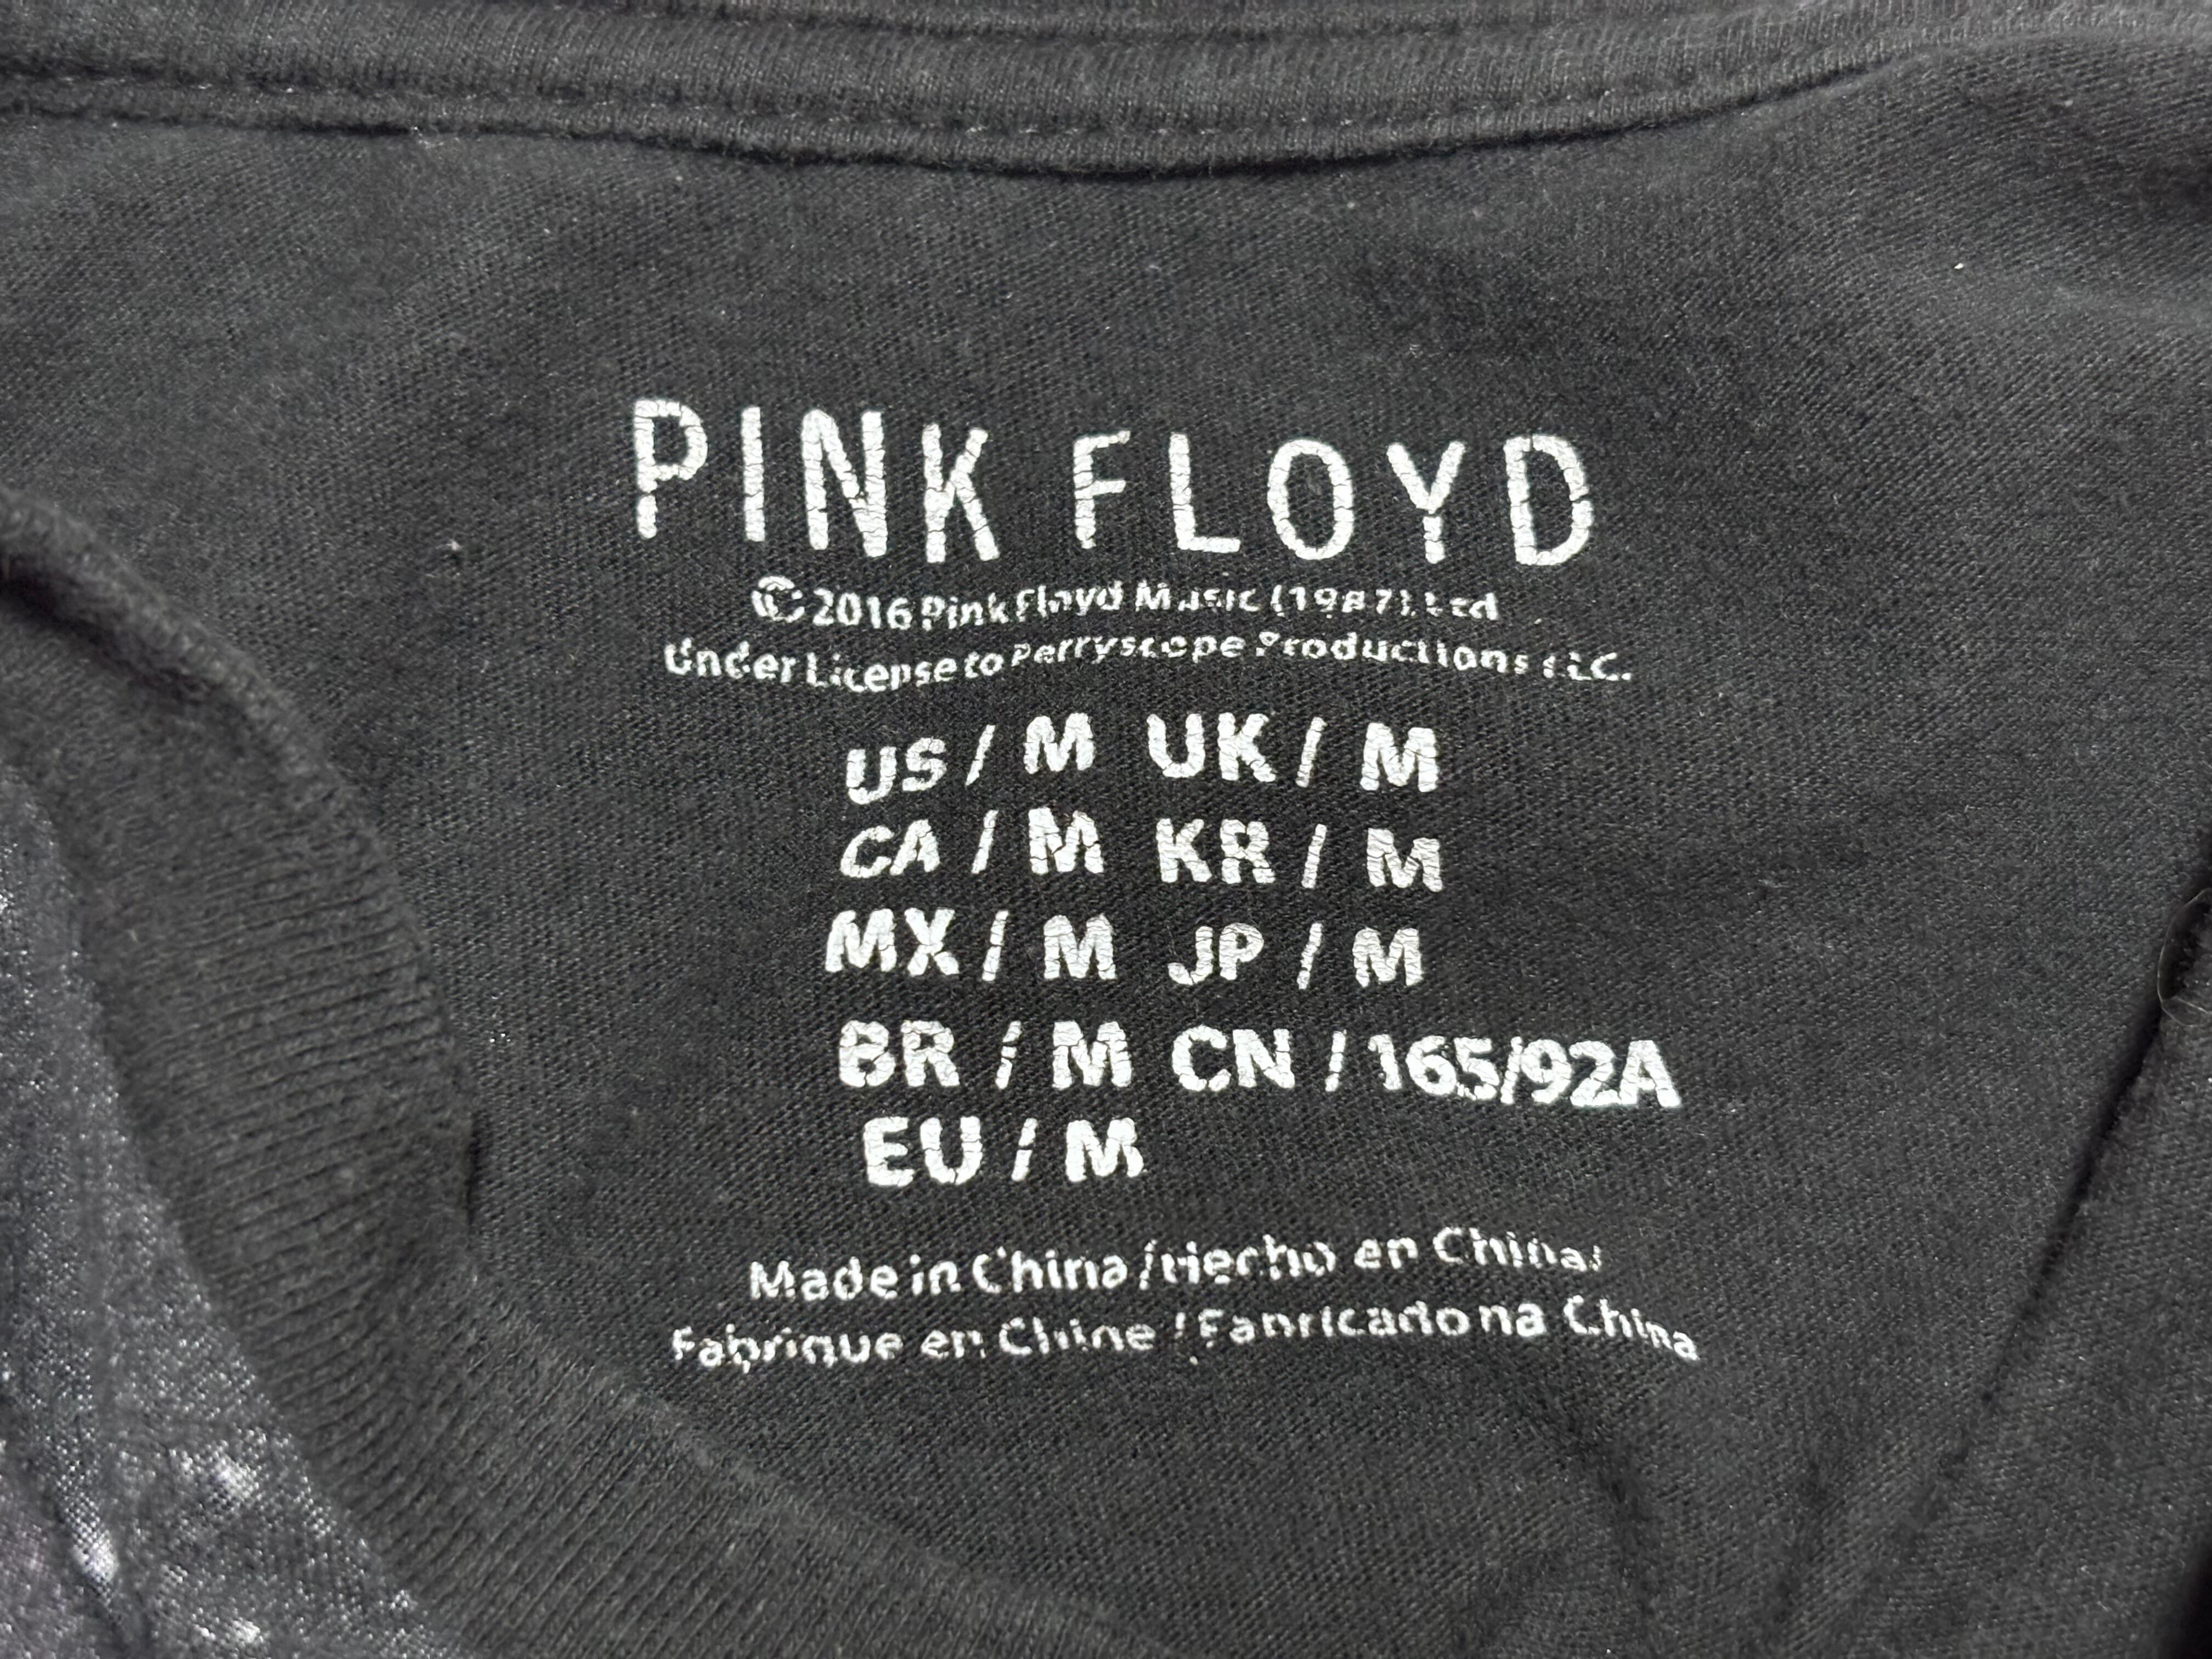 PINK FLOYD
©2016 Pink Floyd Music (1987) Ltd
Under License to Perryscope Productions LLC.
US / M UK / M
CA / M KR / M
MX / M JP / M
BR / M CN / 165/92A
EU / M
Made in China / Hecho en China/
Fabrique en Chine / Fabricado na China